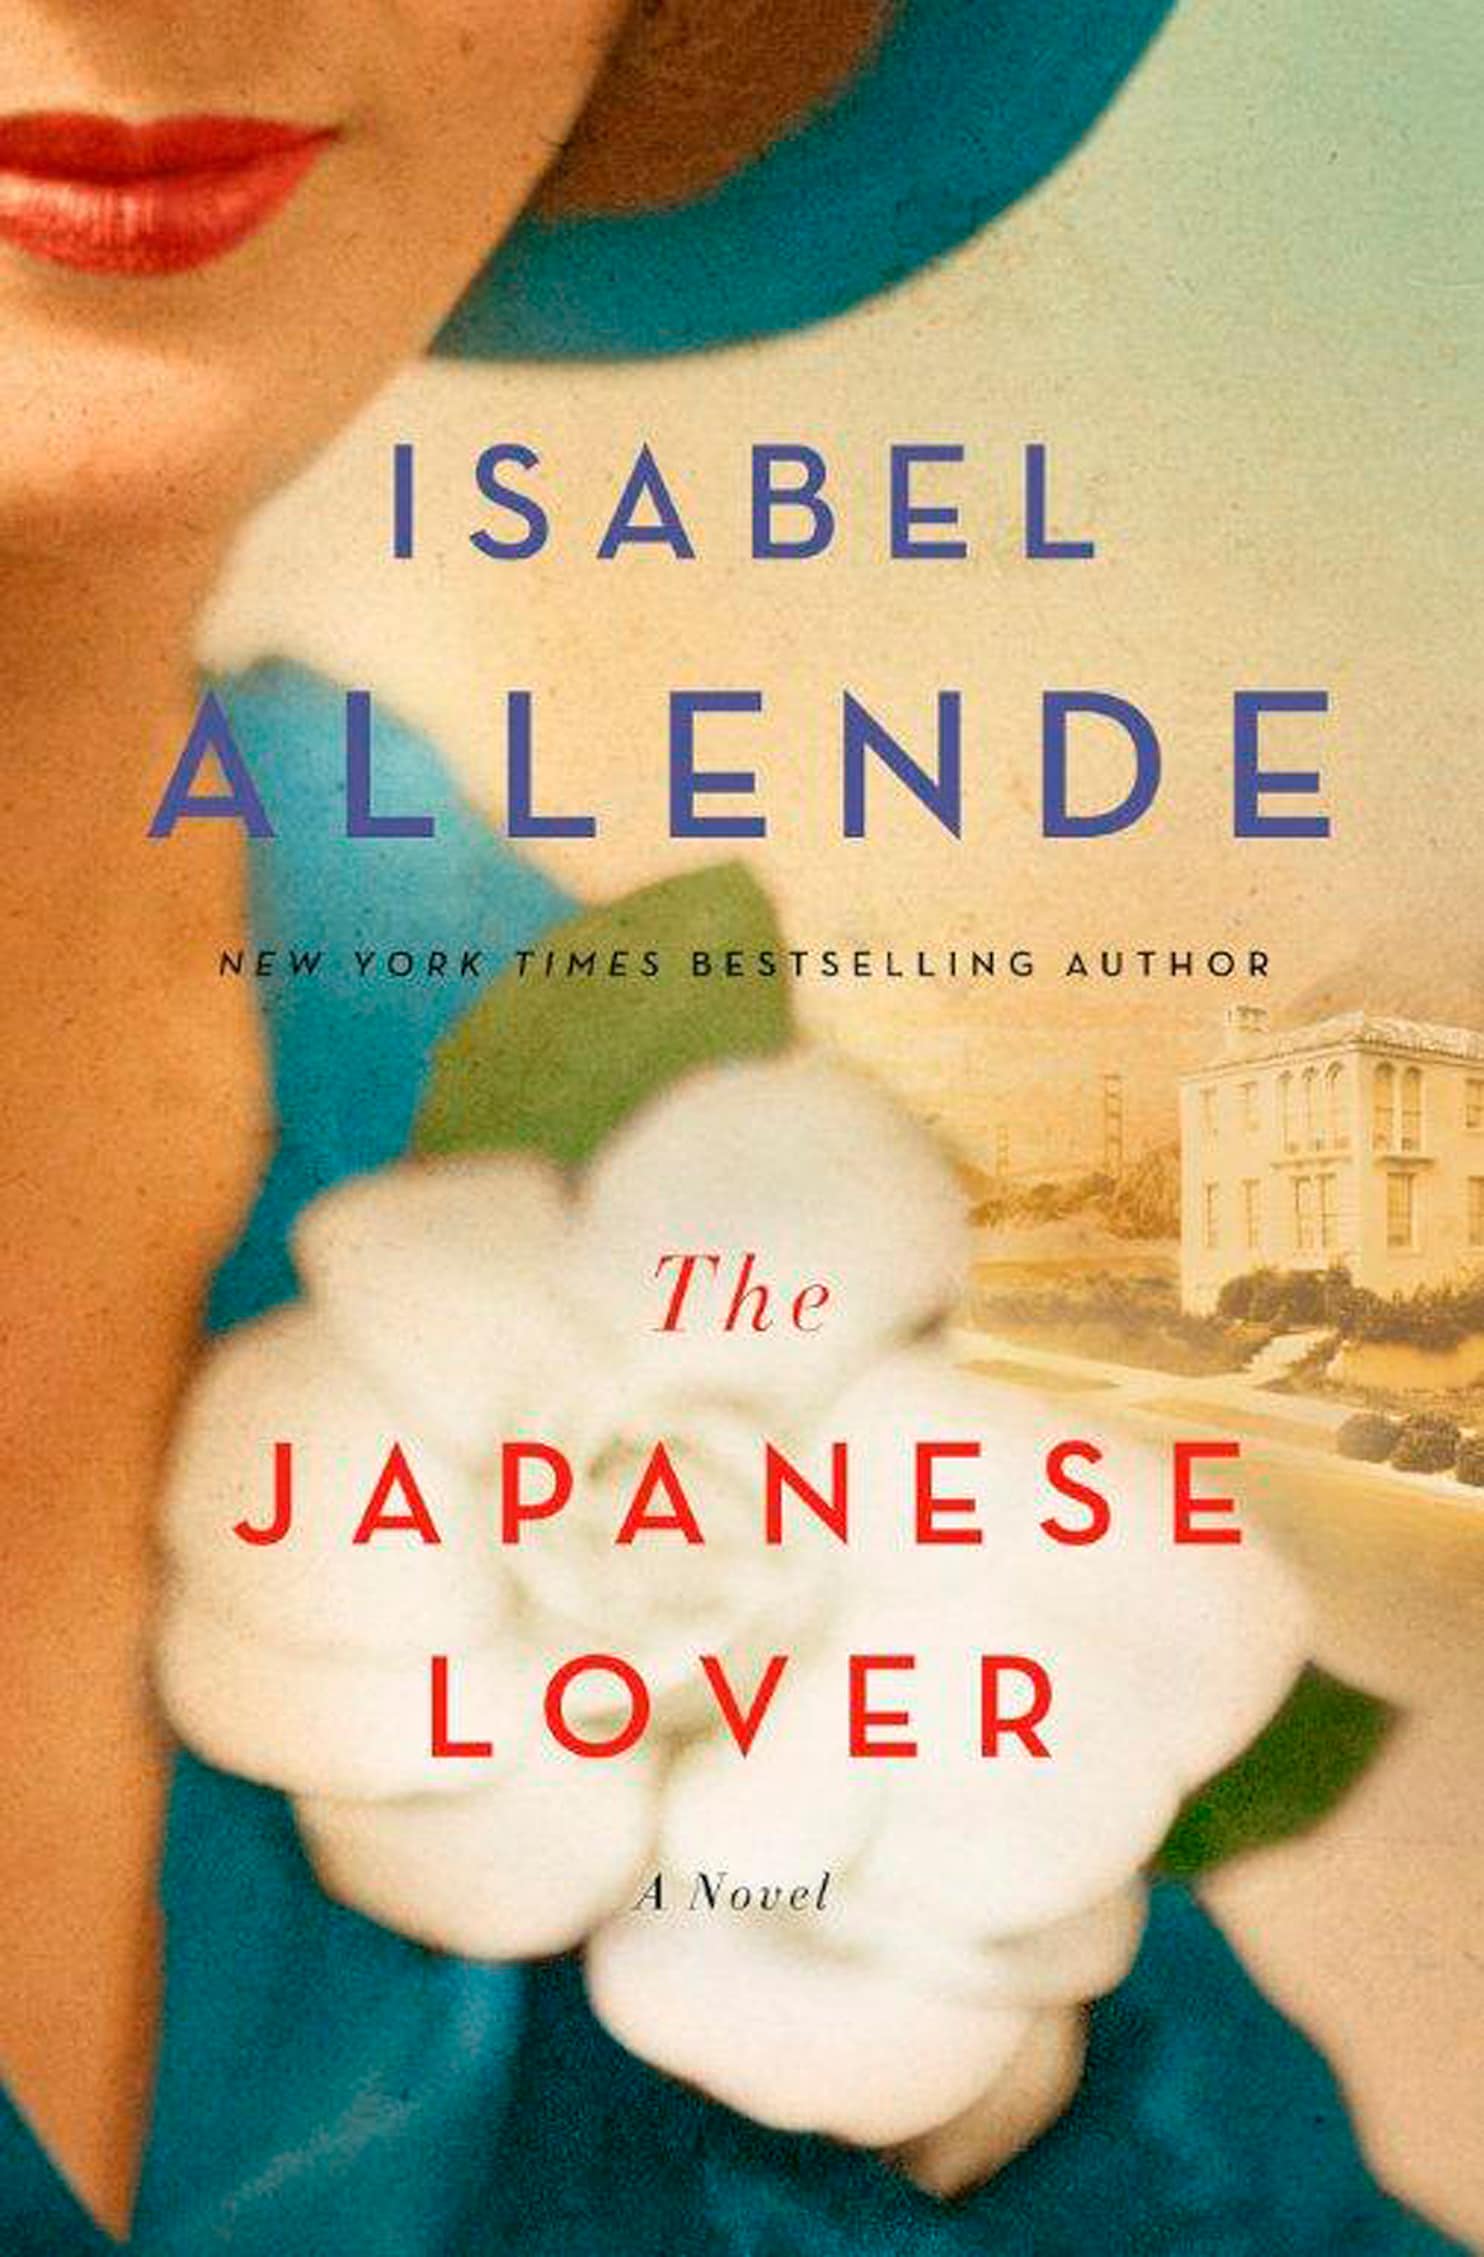 ISABEL
ALLENDE
NEW YORK TIMES BESTSELLING AUTHOR
The
JAPANESE
LOVER
A Novel